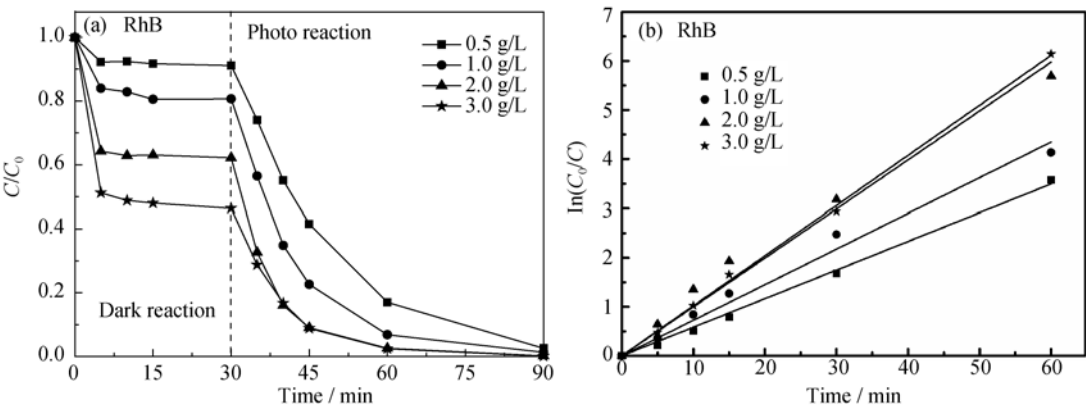 (a) RhB
Photo reaction
0.5 g/L
1.0 g/L
2.0 g/L
3.0 g/L
Dark reaction
C/C0
1.0
0.8
0.6
0.4
0.2
0.0
0 15 30 45 60 75 90
Time / min
(b) RhB
0.5 g/L
1.0 g/L
2.0 g/L
3.0 g/L
ln(C0/C)
7
6
5
4
3
2
1
0
0 10 20 30 40 50 60
Time / min